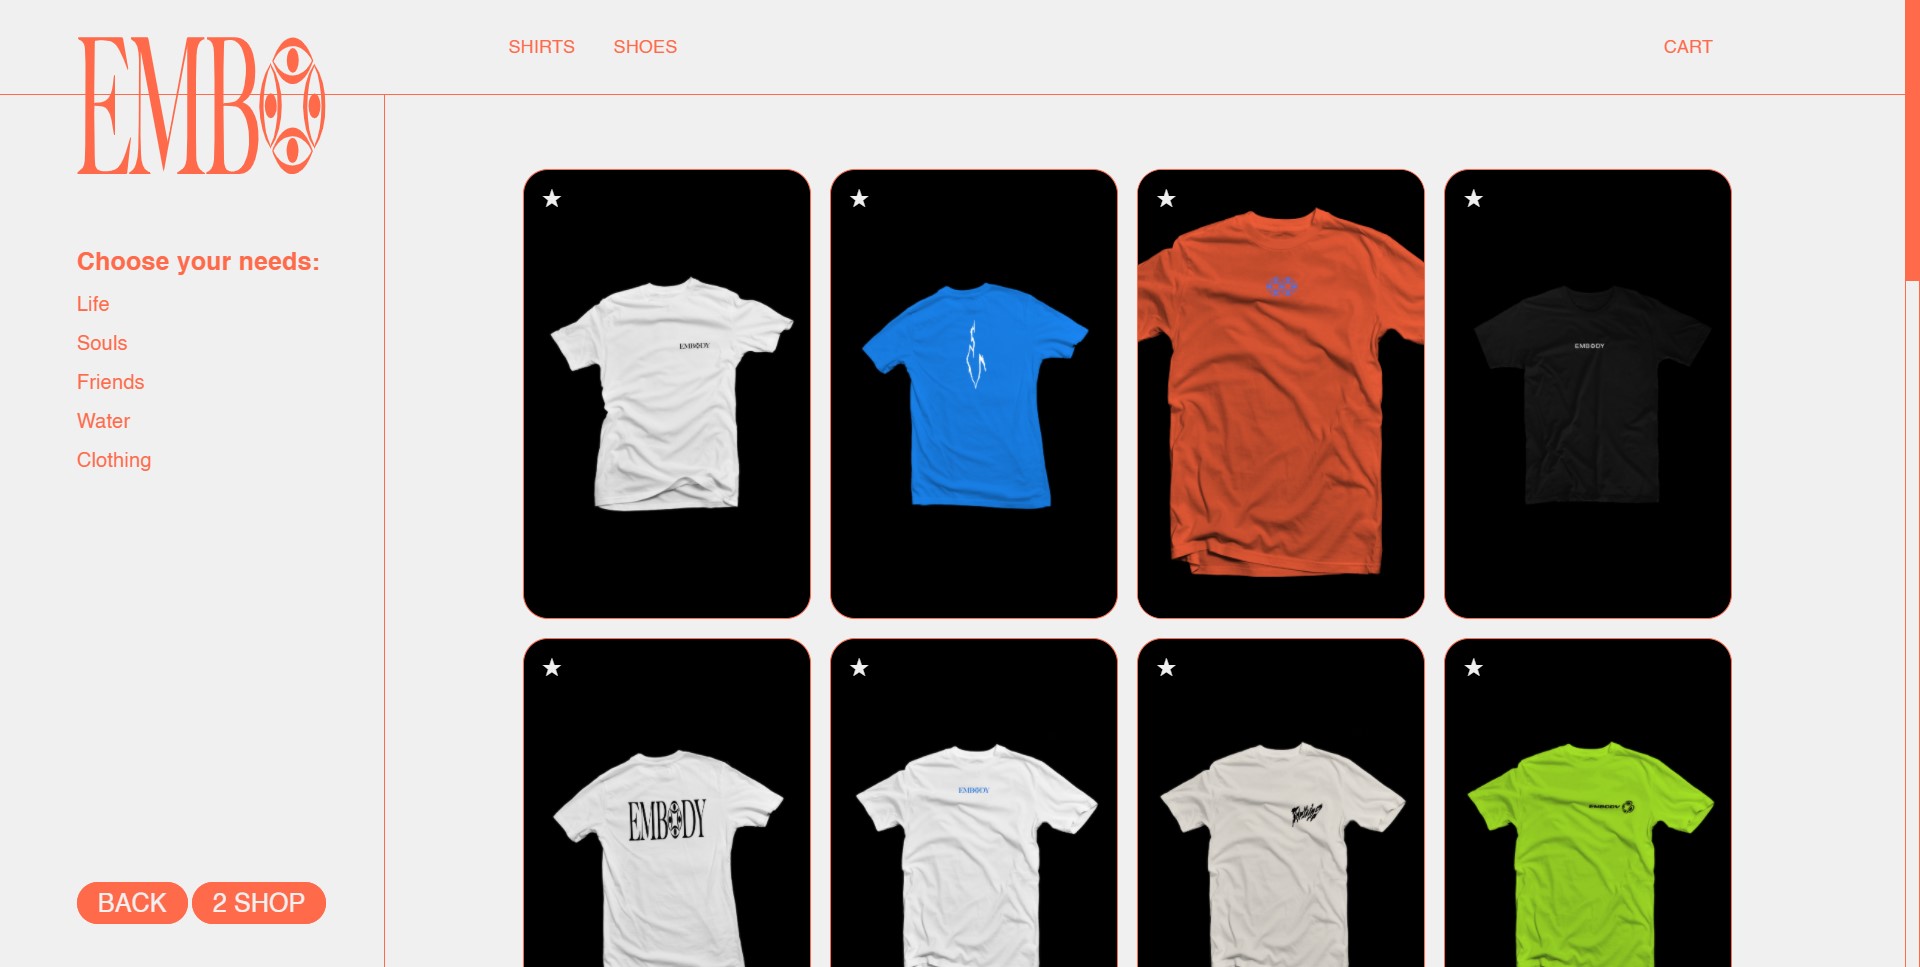 EMBO
SHIRTS SHOES CART
Choose your needs:
Life
Souls
Friends
Water
Clothing
BACK 2 SHOP
EMBODY
EMBODY
EMBODY
EMBODY
EMBODY